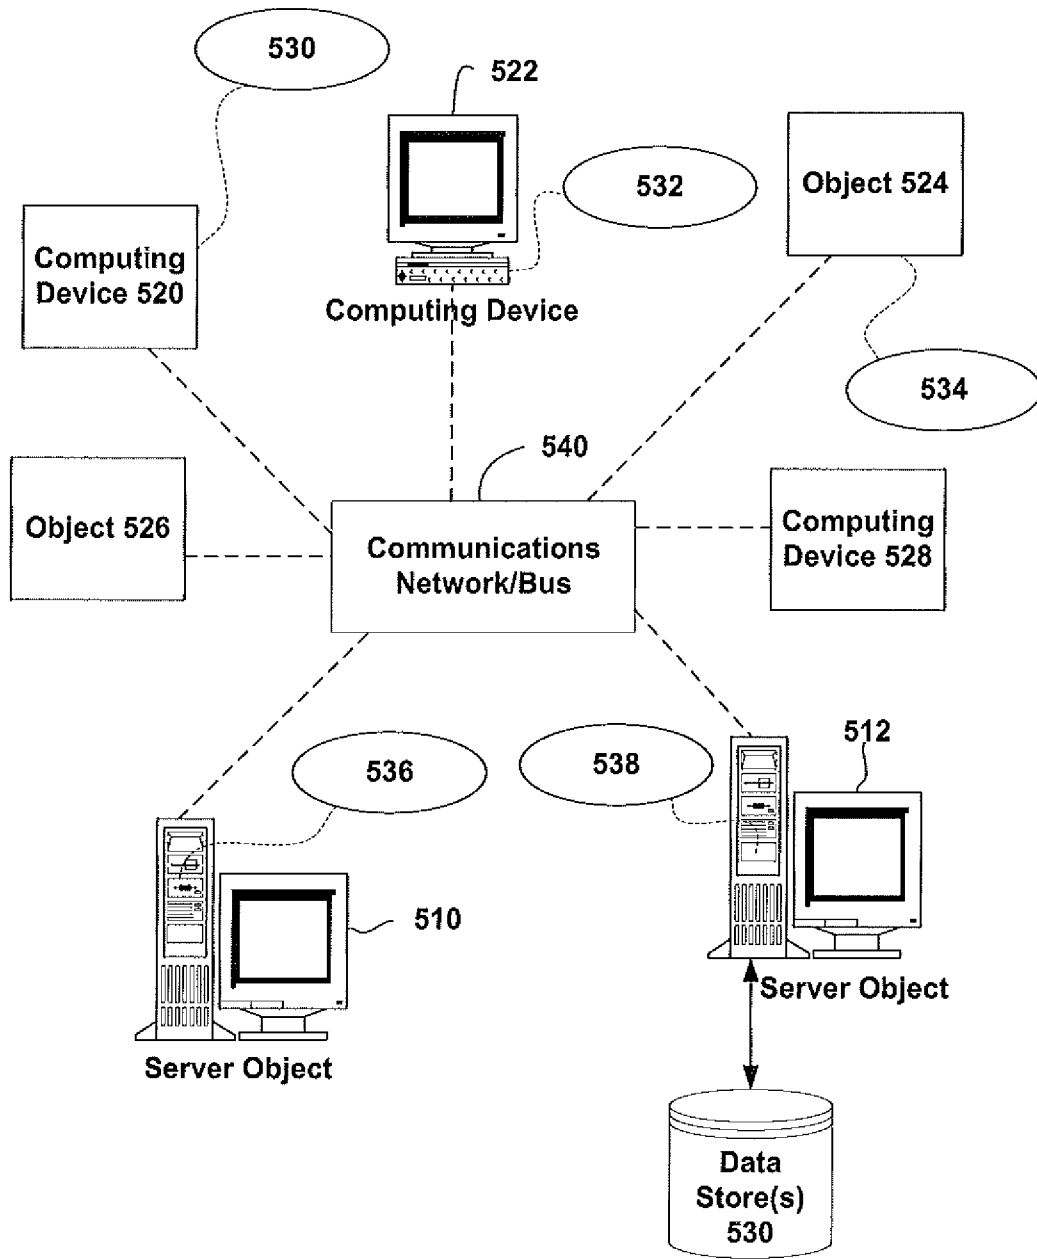 530
522
532
Object 524
Computing
Device 520
Computing Device
534
540
Object 526
Communications
Network/Bus
Computing
Device 528
536
538
512
510
Server Object
Server Object
Data
Store(s)
530